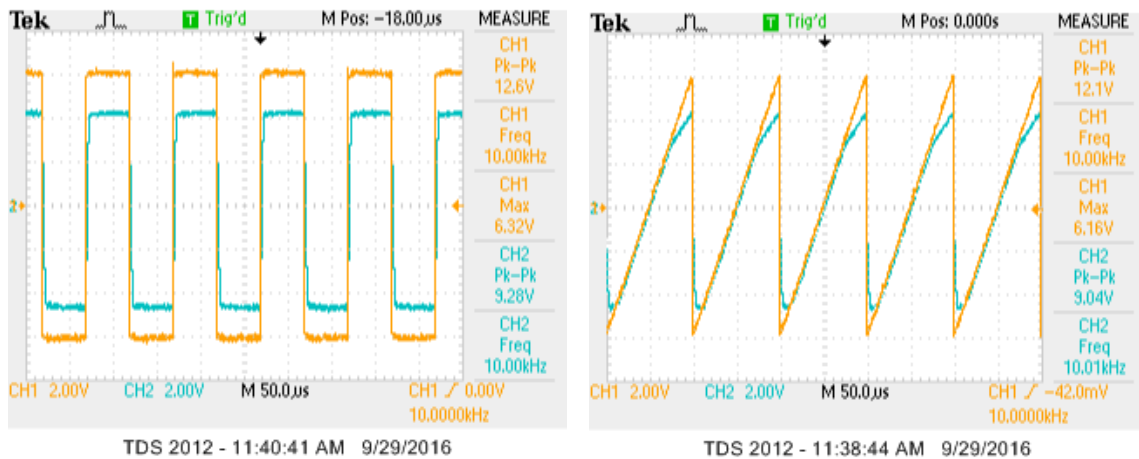 Tek T Trig'd M Pos: -18.00µs MEASURE
CH1
Pk-Pk
12.6V
CH1
Freq
10.00kHz
CH1
Max
6.32V
CH2
Pk-Pk
9.28V
CH2
Freq
10.00kHz
2
CH1 2.00V CH2 2.00V M 50.0µs CH1 0.00V
10.0000kHz
TDS 2012 - 11:40:41 AM 9/29/2016
Tek T Trig'd M Pos: 0.000s MEASURE
CH1
Pk-Pk
12.1V
CH1
Freq
10.00kHz
CH1
Max
6.16V
CH2
Pk-Pk
9.04V
CH2
Freq
10.01kHz
2
CH1 2.00V CH2 2.00V M 50.0µs CH1 -42.0mV
10.0000kHz
TDS 2012 - 11:38:44 AM 9/29/2016